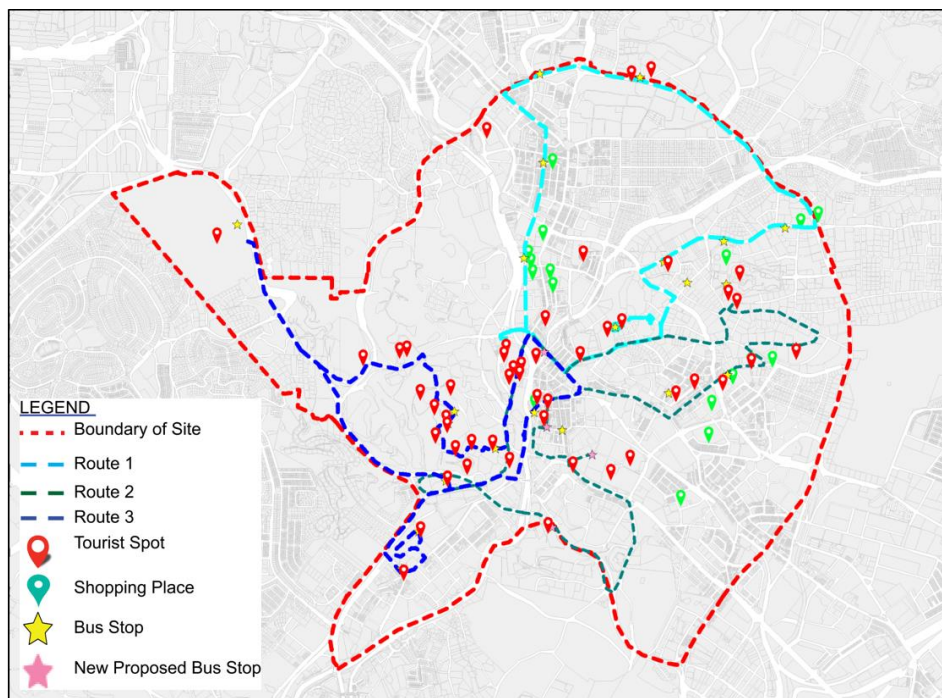 LEGEND
Boundary of Site
Route 1
Route 2
Route 3
Tourist Spot
Shopping Place
Bus Stop
New Proposed Bus Stop